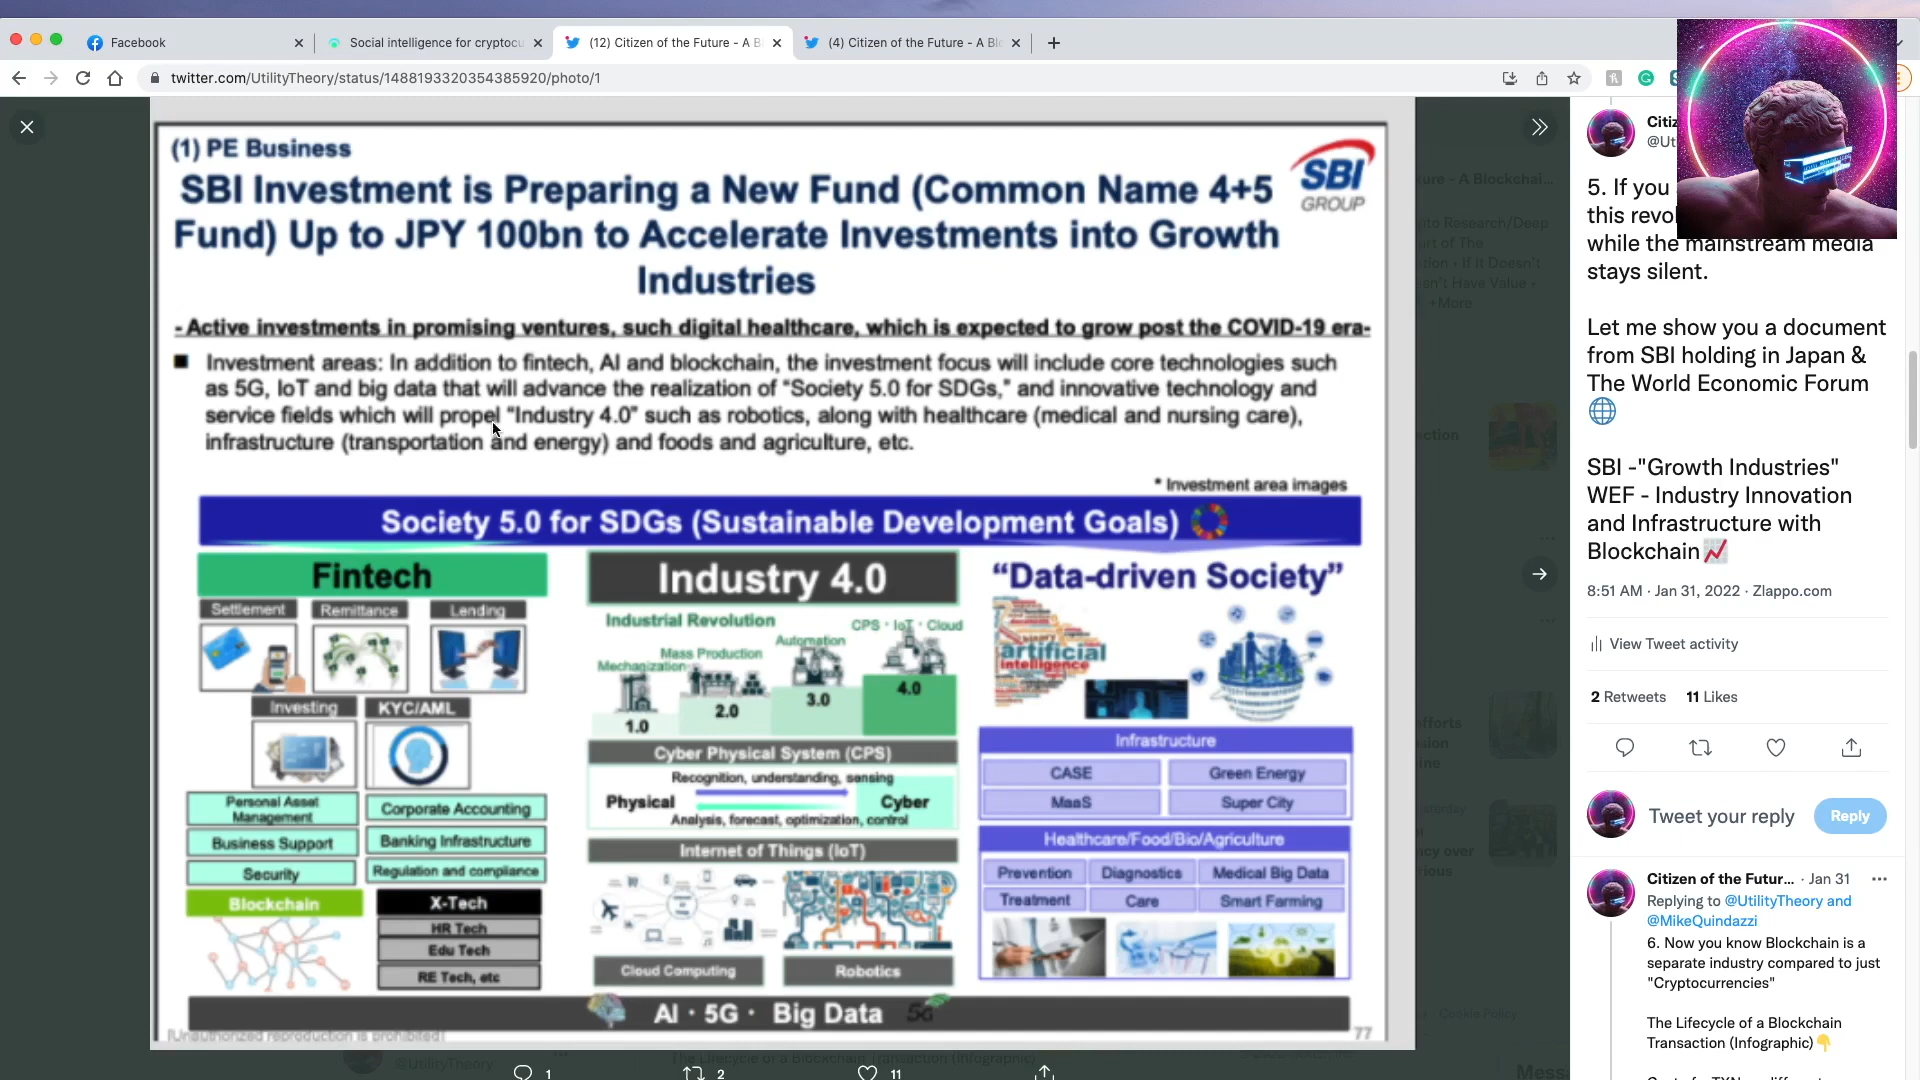 Facebook
Social intelligence for cryptocu
(12) Citizen of the Future - A B
(4) Citizen of the Future - A Bl
twitter.com/UtilityTheory/status/1488193320354385920/photo/1
(1) PE Business
SBI
GROUP
SBI Investment is Preparing a New Fund (Common Name 4+5
Fund) Up to JPY 100bn to Accelerate Investments into Growth
Industries
- Active investments in promising ventures, such digital healthcare, which is expected to grow post the COVID-19 era-
■ Investment areas: In addition to fintech, AI and blockchain, the investment focus will include core technologies such
as 5G, IoT and big data that will advance the realization of "Society 5.0 for SDGs," and innovative technology and
service fields which will propel "Industry 4.0" such as robotics, along with healthcare (medical and nursing care),
infrastructure (transportation and energy) and foods and agriculture, etc.
* Investment area images
Society 5.0 for SDGs (Sustainable Development Goals)
Fintech
Settlement Remittance Lending
Investing KYC/AML
Personal Asset
Management
Corporate Accounting
Business Support
Banking Infrastructure
Security
Regulation and compliance
Blockchain
X-Tech
HR Tech
Edu Tech
RE Tech, etc
Industry 4.0
Industrial Revolution
CPS · IoT · Cloud
Automation
Mass Production
Mechanization
1.0
2.0
3.0
4.0
Cyber Physical System (CPS)
Recognition, understanding, sensing
Physical
Cyber
Analysis, forecast, optimization, control
Internet of Things (IoT)
Cloud Computing
Robotics
"Data-driven Society"
artificial
intelligence
Infrastructure
CASE
Green Energy
MaaS
Super City
Healthcare/Food/Bio/Agriculture
Prevention
Diagnostics
Medical Big Data
Treatment
Care
Smart Farming
AI · 5G · Big Data
5G
[Unauthorized reproduction is prohibited]
77
@UtilityTheory
The Lifecycle of a Blockchain Transaction (Infographic)
1
2
11
Citiz
@Ut
5. If you
this revol
while the mainstream media
stays silent.
Let me show you a document
from SBI holding in Japan &
The World Economic Forum
SBI -"Growth Industries"
WEF - Industry Innovation
and Infrastructure with
Blockchain
8:51 AM · Jan 31, 2022 · Zlappo.com
View Tweet activity
2 Retweets 11 Likes
Tweet your reply
Reply
Citizen of the Futur... · Jan 31
Replying to @UtilityTheory and
@MikeQuindazzi
6. Now you know Blockchain is a
separate industry compared to just
"Cryptocurrencies"
The Lifecycle of a Blockchain
Transaction (Infographic)